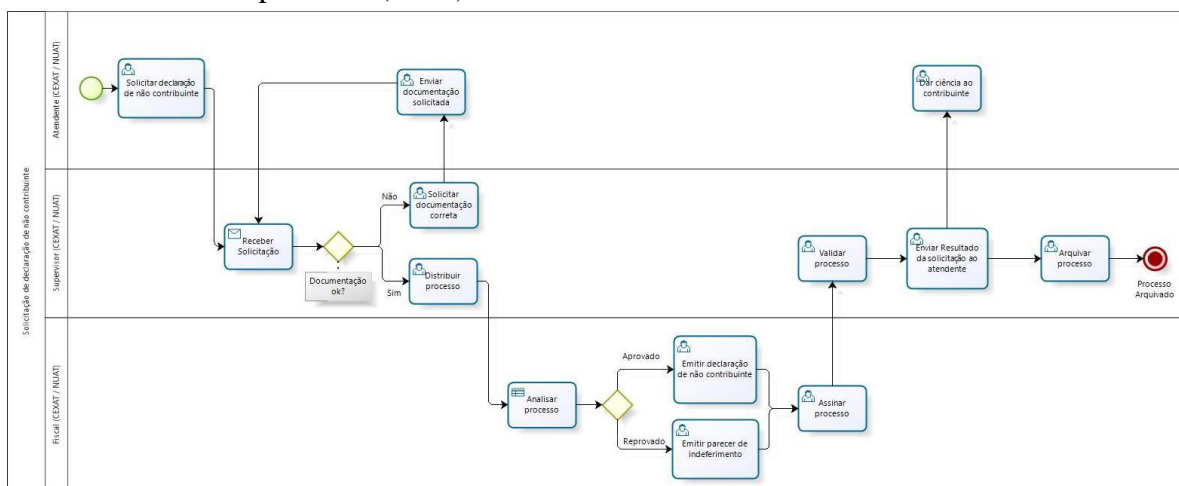 Solicitação de declaração de não contribuinte
Atendente (CEXAT / NUAT)
Solicitar declaração
de não contribuinte
Enviar
documentação
solicitada
Dar ciência ao
contribuinte
Supervisor (CEXAT / NUAT)
Receber
Solicitação
Documentação
ok?
Não
Sim
Solicitar
documentação
correta
Distribuir
processo
Validar
processo
Enviar Resultado
da solicitação ao
atendente
Arquivar
processo
Processo
Arquivado
Fiscal (CEXAT / NUAT)
Analisar
processo
Aprovado
Reprovado
Emitir declaração
de não contribuinte
Emitir parecer de
indeferimento
Assinar
processo